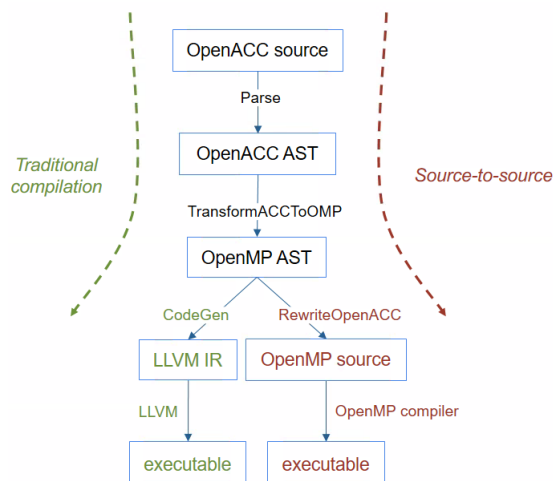 OpenACC source
Parse
OpenACC AST
Traditional
compilation
Source-to-source
TransformACCToOMP
OpenMP AST
CodeGen
RewriteOpenACC
LLVM IR
OpenMP source
LLVM
OpenMP compiler
executable
executable